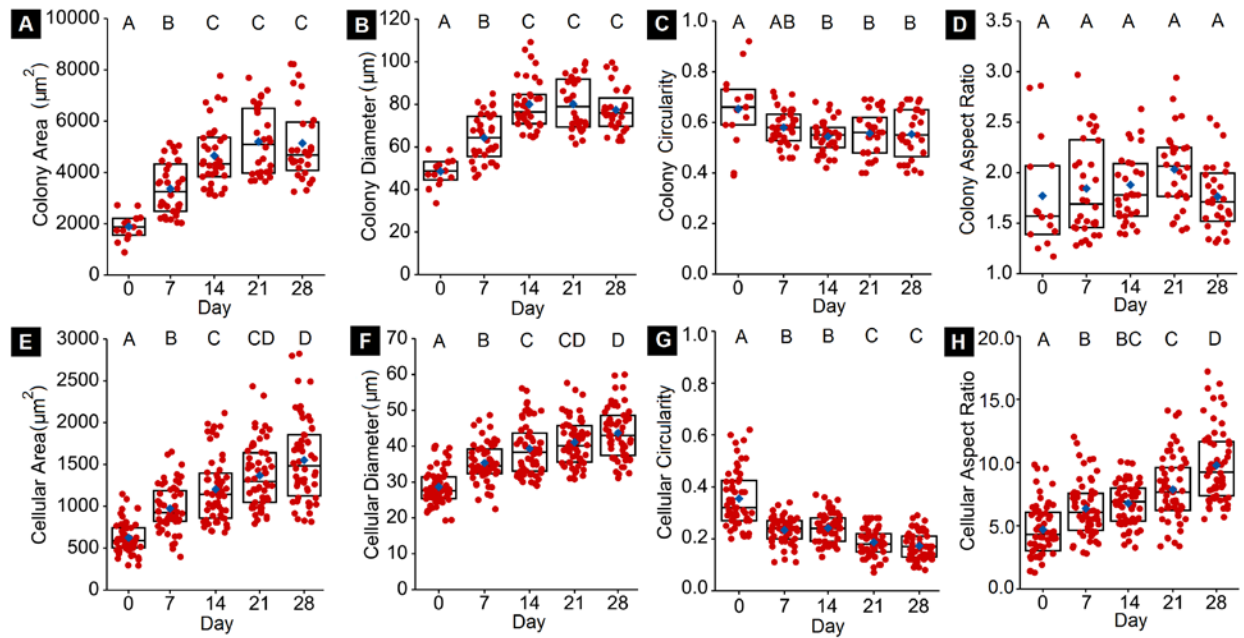 A
A B C C C
Colony Area (µm²)
10000
8000
6000
4000
2000
0
0 7 14 21 28
Day
B
A B C C C
Colony Diameter (µm)
120
100
80
60
40
20
0
0 7 14 21 28
Day
C
A AB B B B
Colony Circularity
1.0
0.8
0.6
0.4
0.2
0.0
0 7 14 21 28
Day
D
A A A A A
Colony Aspect Ratio
3.5
3.0
2.5
2.0
1.5
1.0
0 7 14 21 28
Day
E
A B C CD D
Cellular Area(µm²)
3000
2500
2000
1500
1000
500
0
0 7 14 21 28
Day
F
A B C CD D
Cellular Diameter(µm)
70
60
50
40
30
20
10
0
0 7 14 21 28
Day
G
A B B C C
Cellular Circularity
1.0
0.8
0.6
0.4
0.2
0.0
0 7 14 21 28
Day
H
A B BC C D
Cellular Aspect Ratio
20.0
15.0
10.0
5.0
0.0
0 7 14 21 28
Day